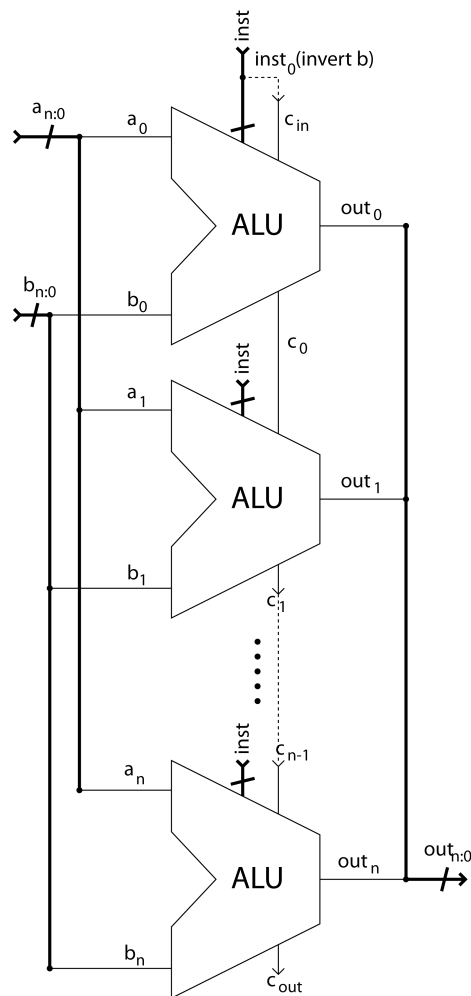 inst
inst0(invert b)
an:0
a0
cin
ALU
out0
bn:0
b0
c0
inst
a1
ALU
out1
b1
c1
inst
cn-1
an
ALU
outn
outn:0
bn
cout